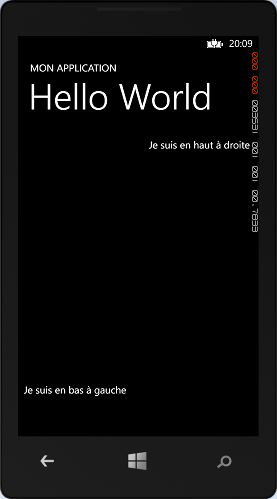 20:09
MON APPLICATION
Hello World
Je suis en haut à droite
Je suis en bas à gauche